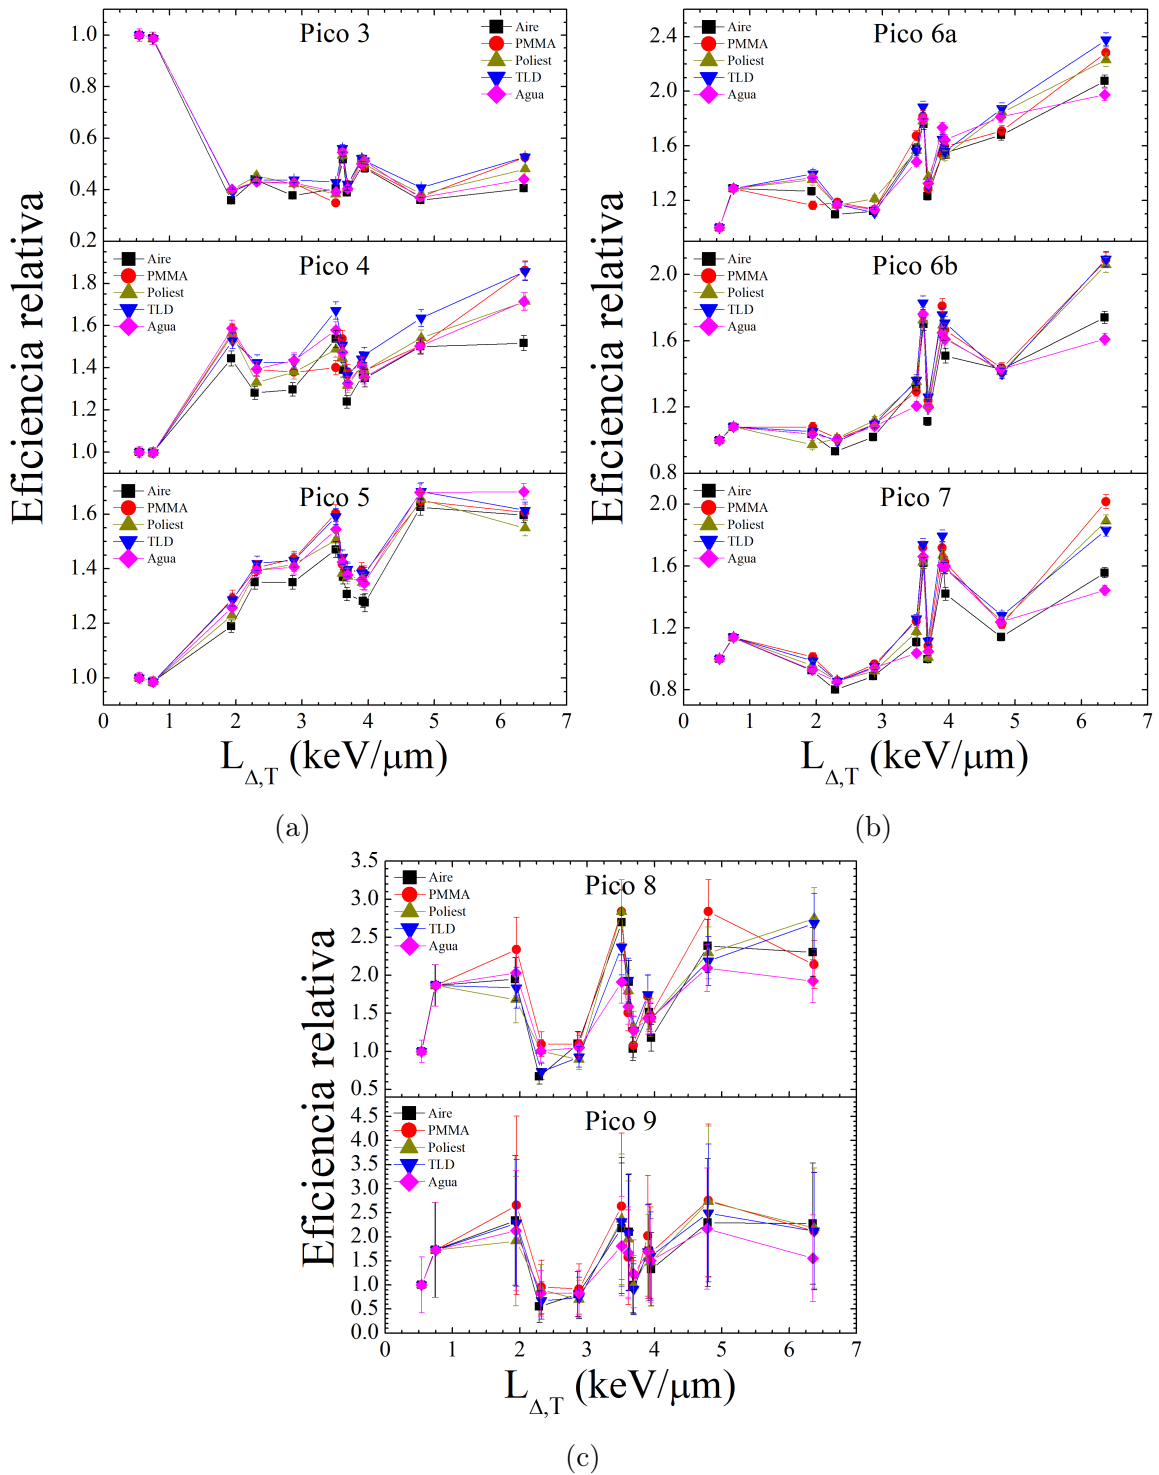 Eficiencia relativa
Pico 3
Aire
PMMA
Poliest
TLD
Agua
1.0
0.8
0.6
0.4
0.2
Pico 4
Aire
PMMA
Poliest
TLD
Agua
1.8
1.6
1.4
1.2
1.0
Pico 5
Aire
PMMA
Poliest
TLD
Agua
1.6
1.4
1.2
1.0
0 1 2 3 4 5 6 7
L Δ,T (keV/μm)
(a)
Eficiencia relativa
Pico 6a
Aire
PMMA
Poliest
TLD
Agua
2.4
2.0
1.6
1.2
Pico 6b
Aire
PMMA
Poliest
TLD
Agua
2.0
1.6
1.2
0.8
Pico 7
Aire
PMMA
Poliest
TLD
Agua
2.0
1.6
1.2
0.8
0 1 2 3 4 5 6 7
L Δ,T (keV/μm)
(b)
Eficiencia relativa
Pico 8
Aire
PMMA
Poliest
TLD
Agua
3.5
3.0
2.5
2.0
1.5
1.0
0.5
Pico 9
Aire
PMMA
Poliest
TLD
Agua
4.5
4.0
3.5
3.0
2.5
2.0
1.5
1.0
0.5
0.0
0 1 2 3 4 5 6 7
L Δ,T (keV/μm)
(c)